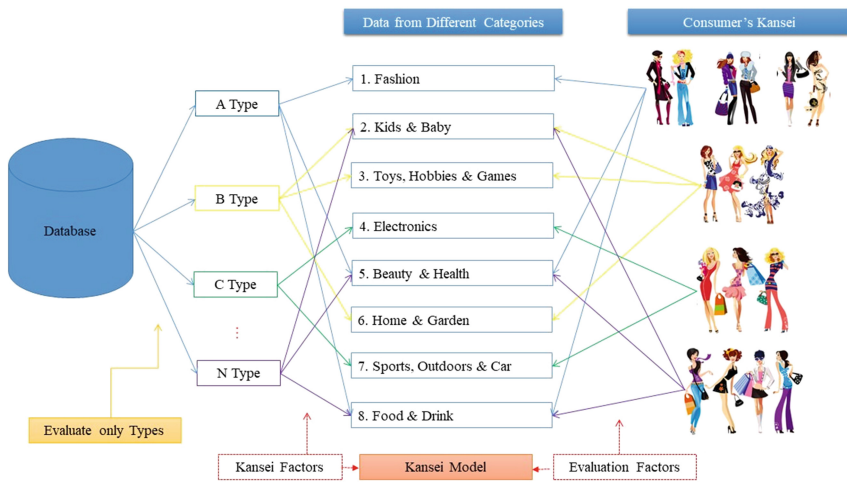 Data from Different Categories
Consumer's Kansei
1. Fashion
A Type
2. Kids & Baby
3. Toys, Hobbies & Games
B Type
4. Electronics
Database
5. Beauty & Health
C Type
6. Home & Garden
⋮
7. Sports, Outdoors & Car
N Type
8. Food & Drink
Evaluate only Types
Kansei Factors
Kansei Model
Evaluation Factors